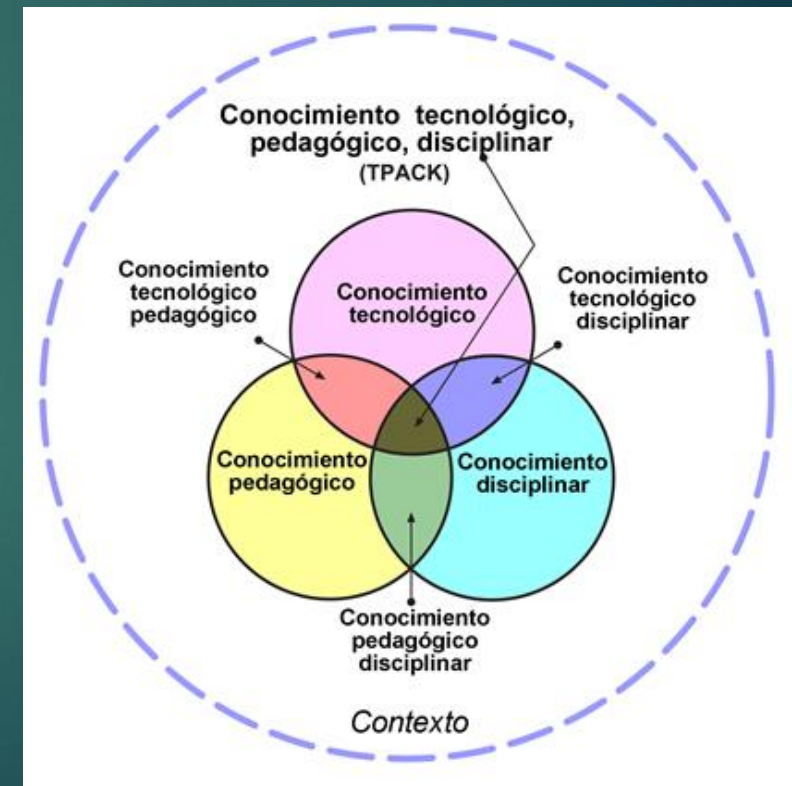 Conocimiento tecnológico,
pedagógico, disciplinar
(TPACK)
Conocimiento
tecnológico
pedagógico
Conocimiento
tecnológico
Conocimiento
tecnológico
disciplinar
Conocimiento
pedagógico
Conocimiento
disciplinar
Conocimiento
pedagógico
disciplinar
Contexto